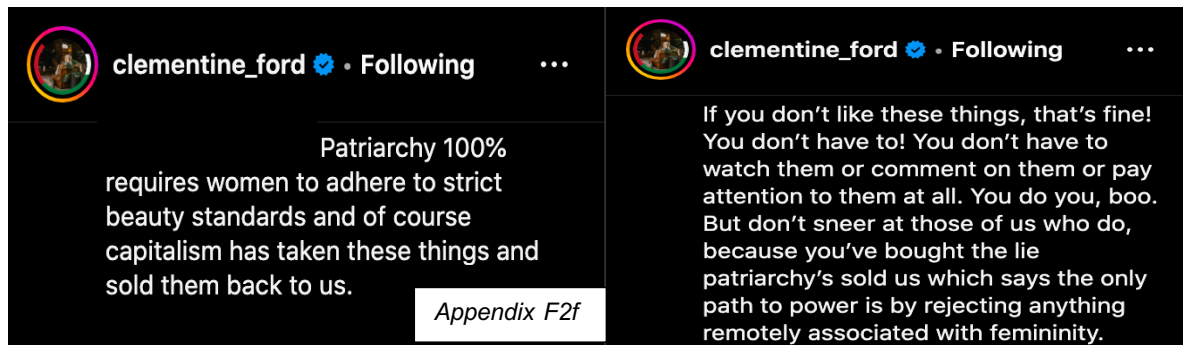 clementine_ford • Following
Patriarchy 100%
requires women to adhere to strict
beauty standards and of course
capitalism has taken these things and
sold them back to us.
Appendix F2f
clementine_ford • Following
If you don’t like these things, that’s fine!
You don’t have to! You don’t have to
watch them or comment on them or pay
attention to them at all. You do you, boo.
But don’t sneer at those of us who do,
because you’ve bought the lie
patriarchy’s sold us which says the only
path to power is by rejecting anything
remotely associated with femininity.